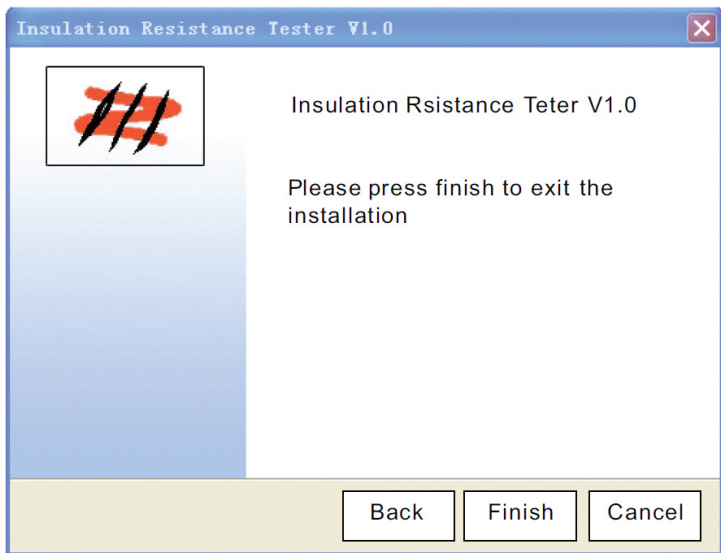 Insulation Resistance Tester V1.0
Insulation Rsistance Teter V1.0
Please press finish to exit the
installation
Back Finish Cancel